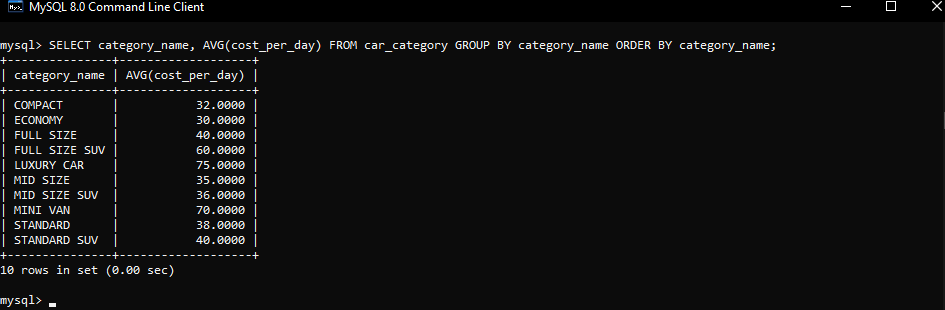 MySQL 8.0 Command Line Client
mysql> SELECT category_name, AVG(cost_per_day) FROM car_category GROUP BY category_name ORDER BY category_name;
+---------------+-------------------+
| category_name | AVG(cost_per_day) |
+---------------+-------------------+
| COMPACT       |           32.0000 |
| ECONOMY       |           30.0000 |
| FULL SIZE     |           40.0000 |
| FULL SIZE SUV |           60.0000 |
| LUXURY CAR    |           75.0000 |
| MID SIZE      |           35.0000 |
| MID SIZE SUV  |           36.0000 |
| MINI VAN      |           70.0000 |
| STANDARD      |           38.0000 |
| STANDARD SUV  |           40.0000 |
+---------------+-------------------+
10 rows in set (0.00 sec)
mysql> _